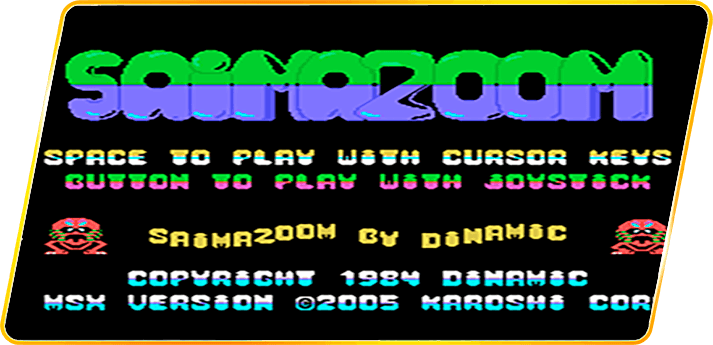 SAiMAZOOM
SPACE TO PLAY WiTH CURSOR KEYS
BUTTON TO PLAY WiTH JOYSTiCK
SAiMAZOOM BY DiNAMiC
COPYRiGHT 1984 DiNAMiC
MSX VERSiON ©2005 KAROSHi COR